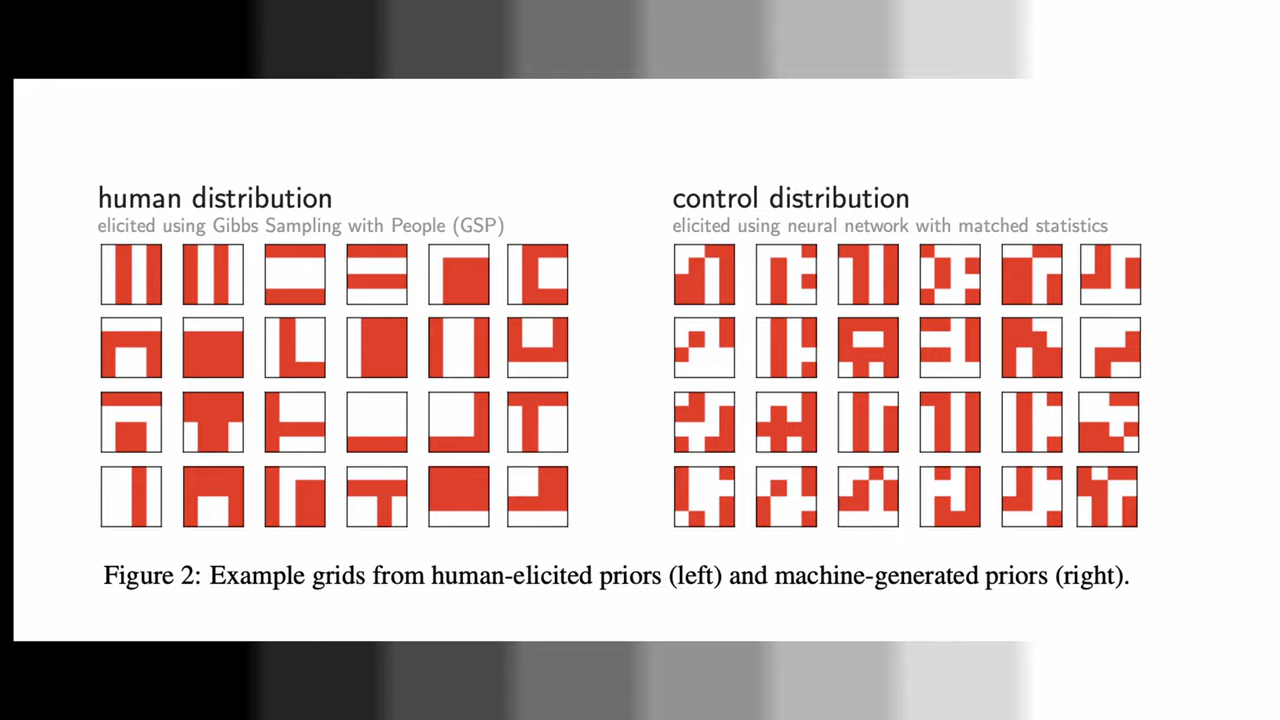 human distribution
elicited using Gibbs Sampling with People (GSP)
control distribution
elicited using neural network with matched statistics
Figure 2: Example grids from human-elicited priors (left) and machine-generated priors (right).